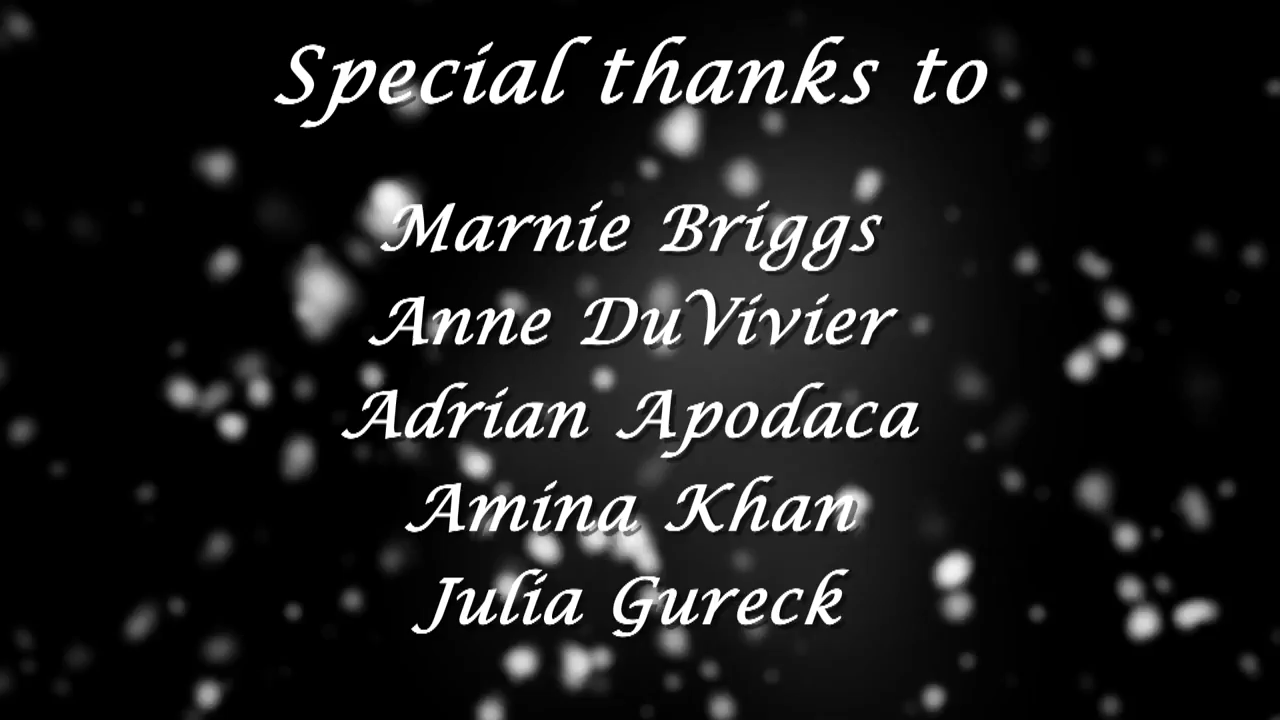 Special thanks to
Marnie Briggs
Anne DuVivier
Adrian Apodaca
Amina Khan
Julia Gureck